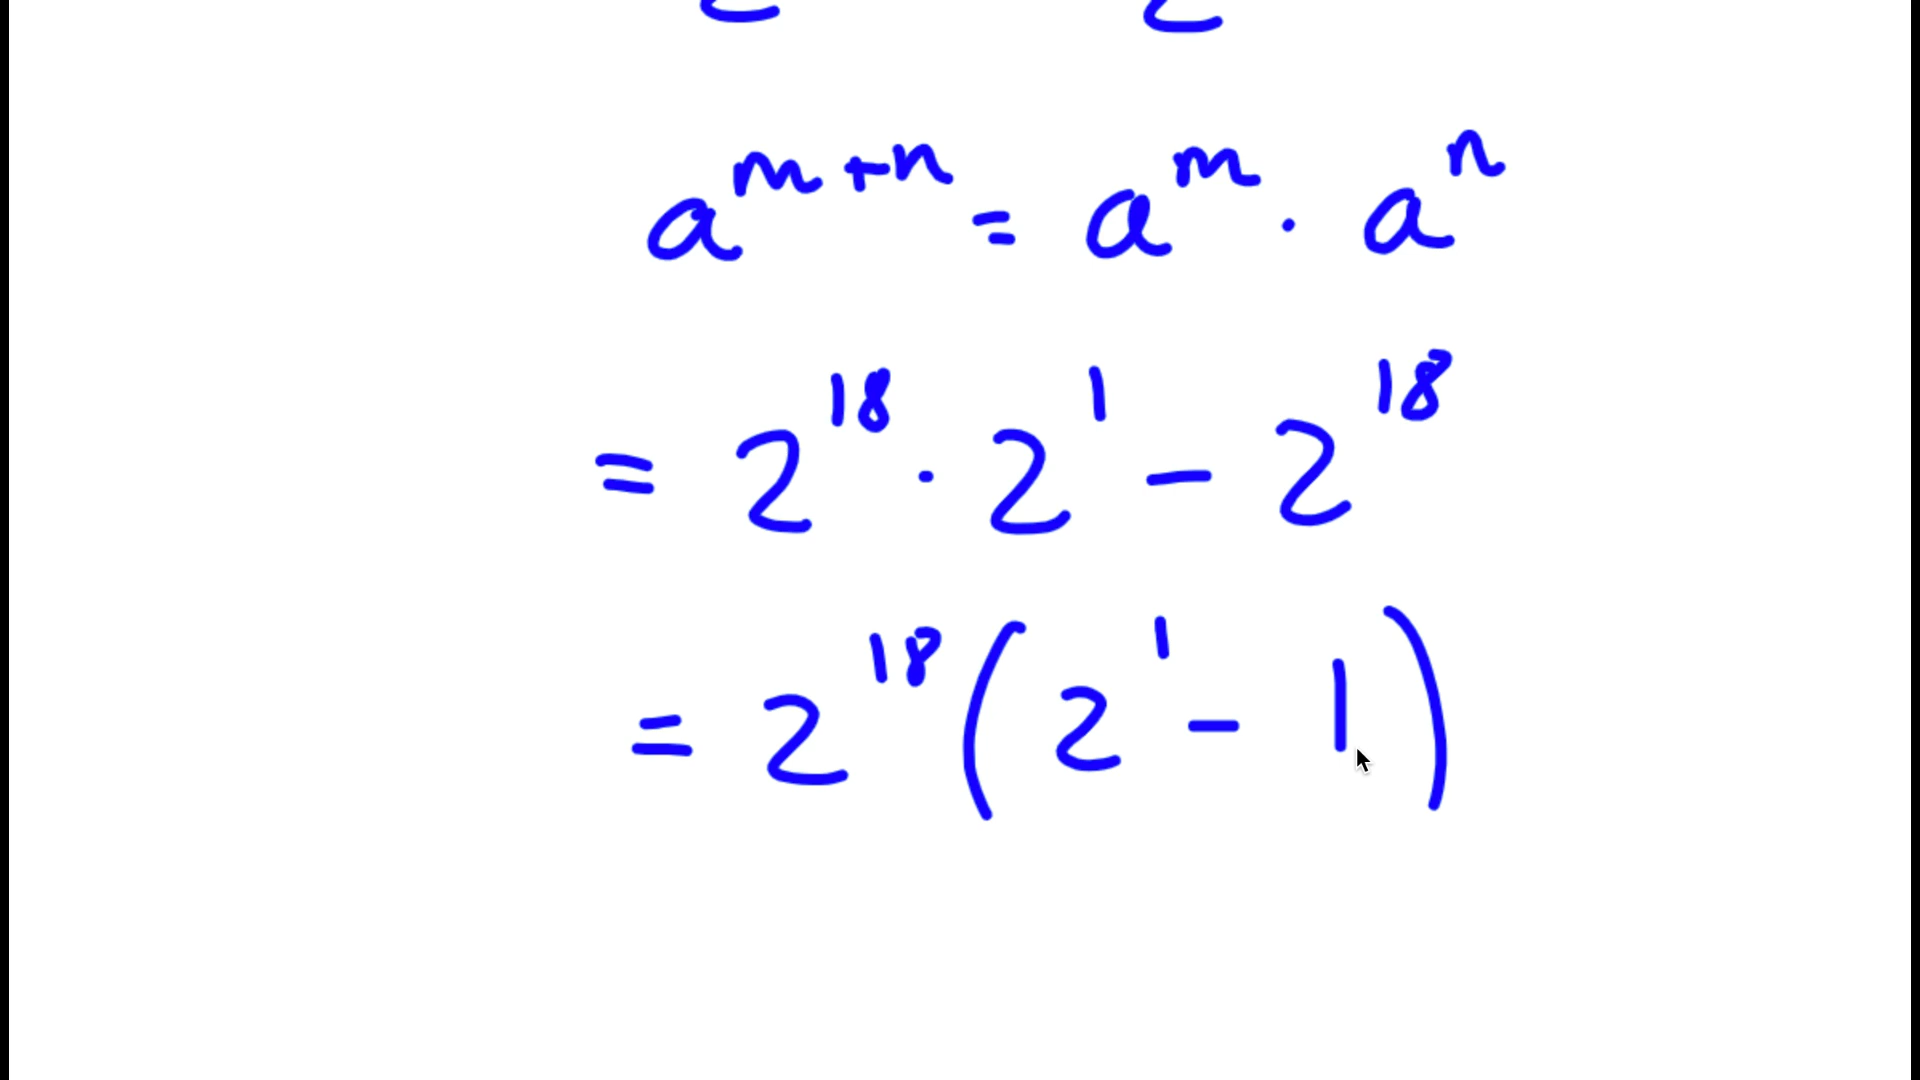 a^{m+n} = a^m · a^n
= 2^{18} · 2^1 - 2^{18}
= 2^{18} (2^1 - 1)